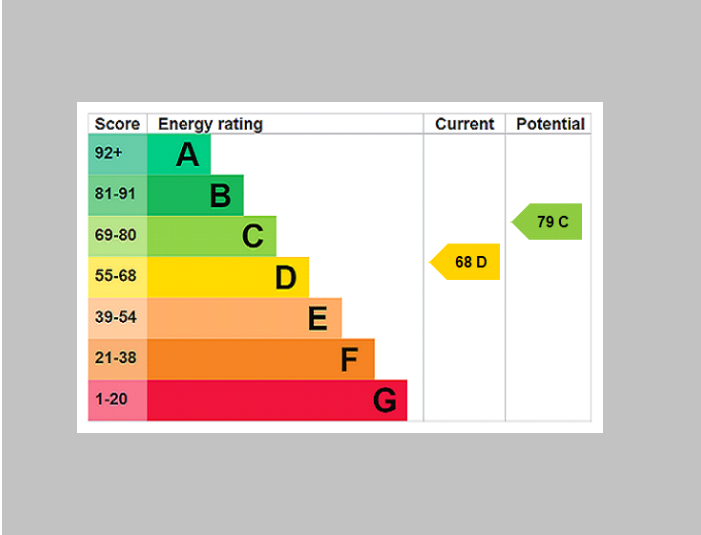 Score Energy rating Current Potential
92+ A
81-91 B
69-80 C 79 C
55-68 D 68 D
39-54 E
21-38 F
1-20 G